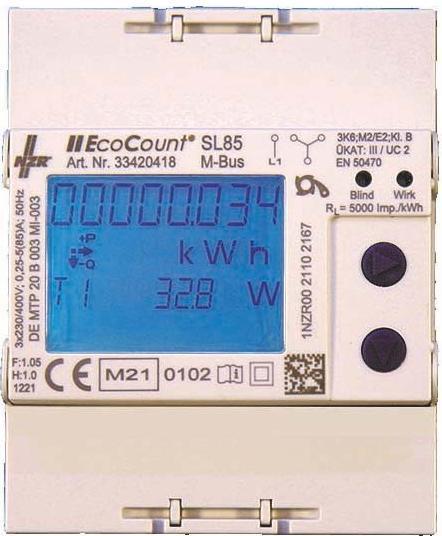 NZR
EcoCount® SL85
Art. Nr. 33420418 M-Bus
L1
3K6;M2/E2;Kl. B
ÜKAT: III / UC 2
EN 50470
Blind Wirk
RL = 5000 Imp./kWh
00000.034
+P
-Q
kWh
T1 32.8 W
3x230/400V; 0,25-5(85)A; 50Hz
DE MTP 20 B 003 MI-003
1NZR00 2110 2167
F:1.05
H:1.0
1221
CE M21 0102